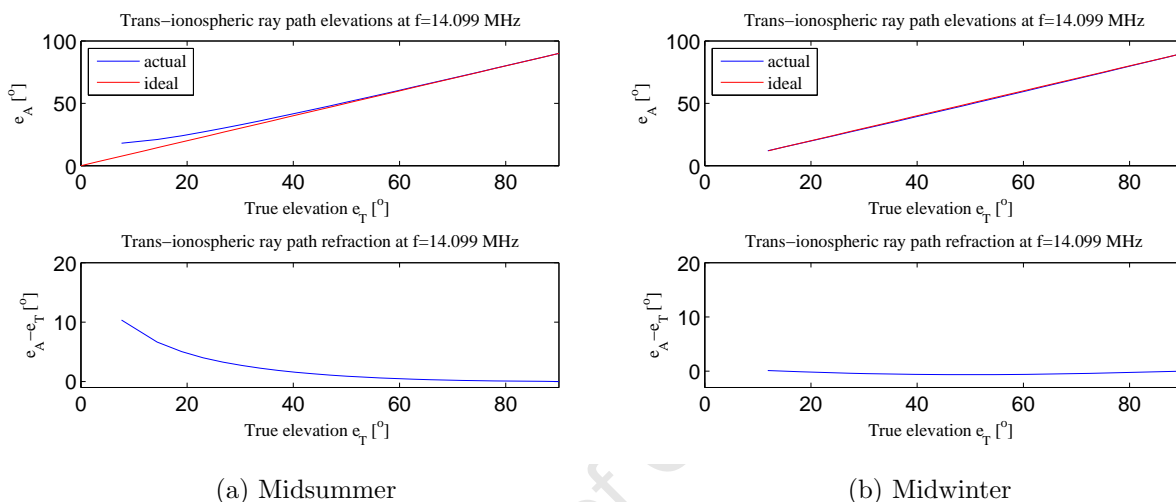 Trans−ionospheric ray path elevations at f=14.099 MHz
100
50
0
e_A [°]
actual
ideal
0 20 40 60 80
True elevation e_T [°]
Trans−ionospheric ray path refraction at f=14.099 MHz
20
10
0
e_A−e_T [°]
0 20 40 60 80
True elevation e_T [°]
(a) Midsummer
Trans−ionospheric ray path elevations at f=14.099 MHz
100
50
0
e_A [°]
actual
ideal
0 20 40 60 80
True elevation e_T [°]
Trans−ionospheric ray path refraction at f=14.099 MHz
20
10
0
e_A−e_T [°]
0 20 40 60 80
True elevation e_T [°]
(b) Midwinter
of